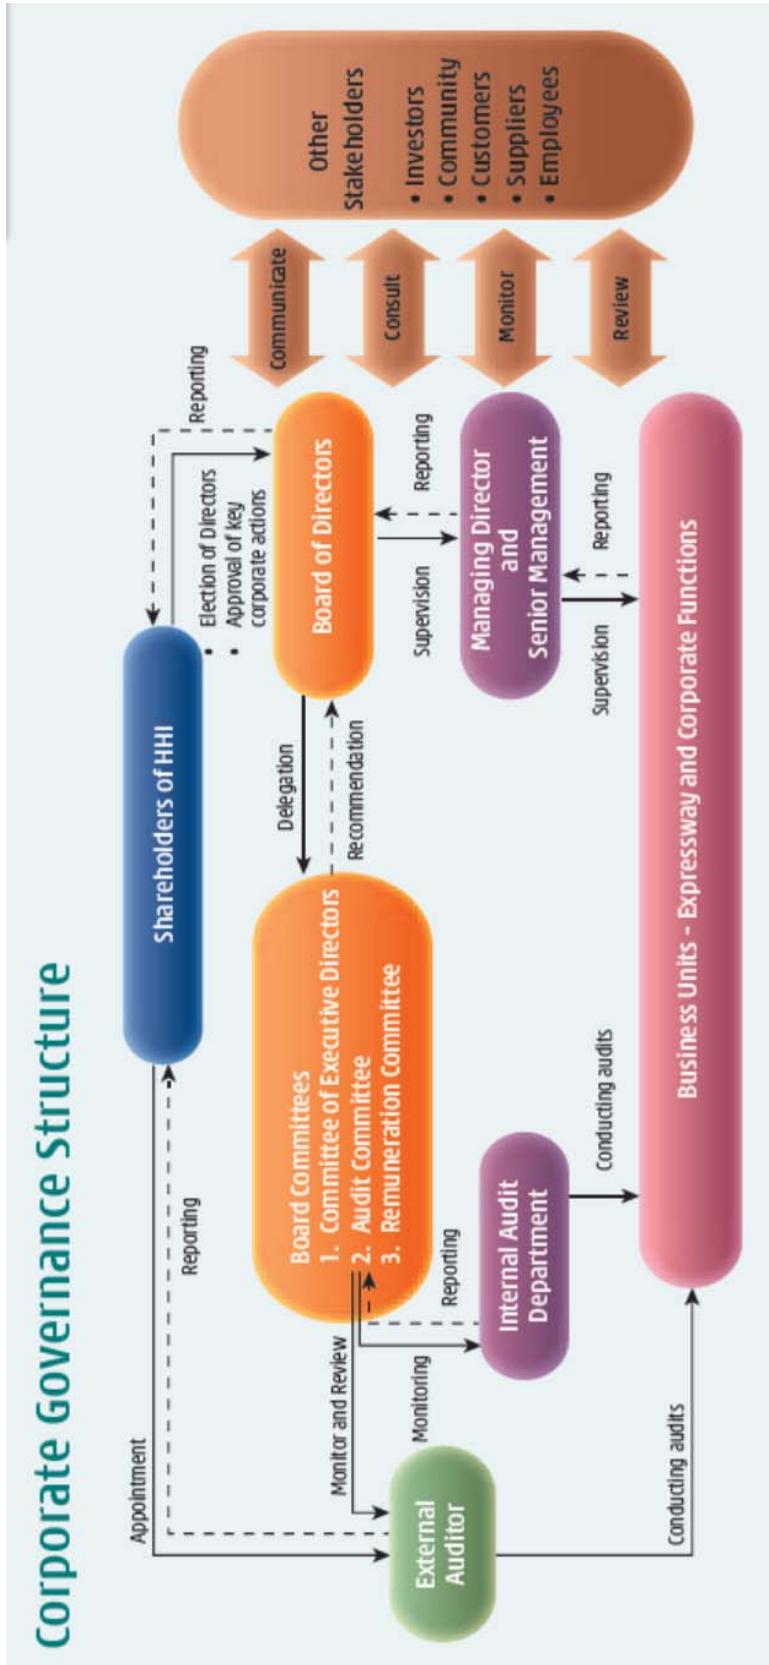 Corporate Governance Structure
Appointment
Reporting
Shareholders of HHI
Reporting
• Election of Directors
• Approval of key
corporate actions
Board Committees
1. Committee of Executive Directors
2. Audit Committee
3. Remuneration Committee
Delegation
Recommendation
Board of Directors
Monitor and Review
Monitoring
Reporting
Supervision
Reporting
External
Auditor
Internal Audit
Department
Managing Director
and
Senior Management
Conducting audits
Conducting audits
Supervision
Reporting
Business Units - Expressway and Corporate Functions
Communicate
Consult
Monitor
Review
Other
Stakeholders
• Investors
• Community
• Customers
• Suppliers
• Employees